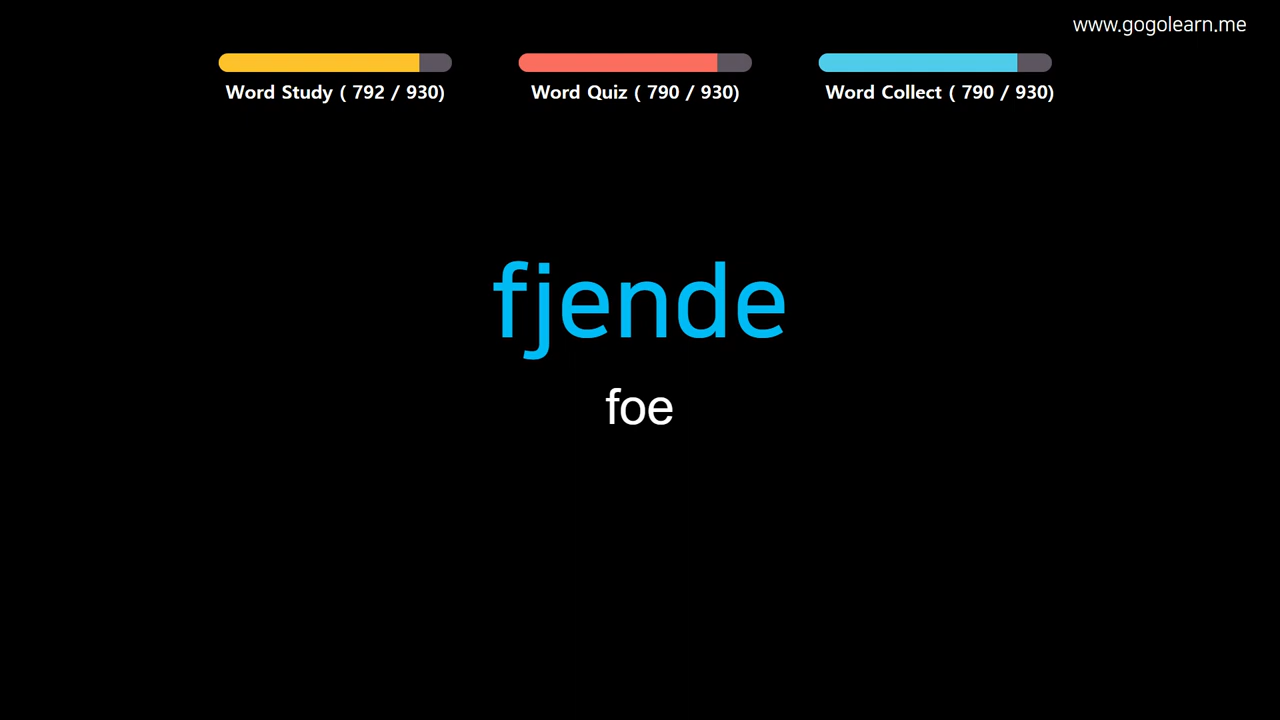 www.gogolearn.me
Word Study ( 792 / 930)
Word Quiz ( 790 / 930)
Word Collect ( 790 / 930)
fjende
foe